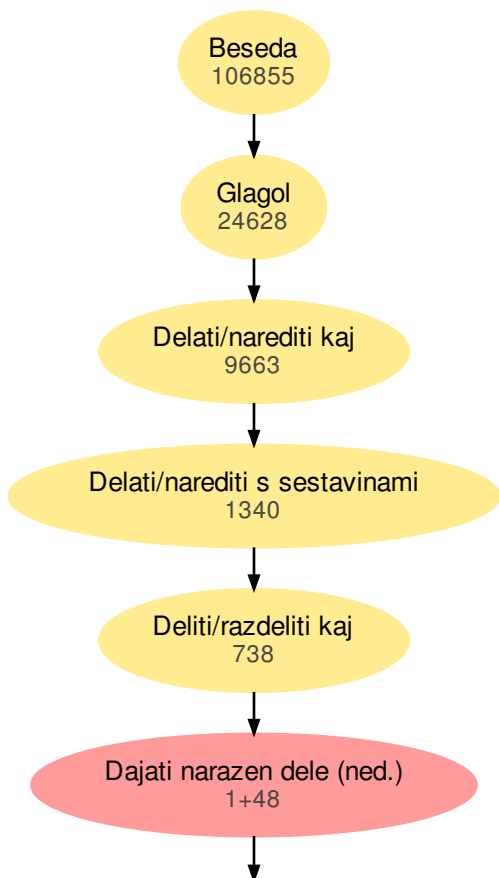 Beseda
106855
Glagol
24628
Delati/narediti kaj
9663
Delati/narediti s sestavinami
1340
Deliti/razdeliti kaj
738
Dajati narazen dele (ned.)
1+48